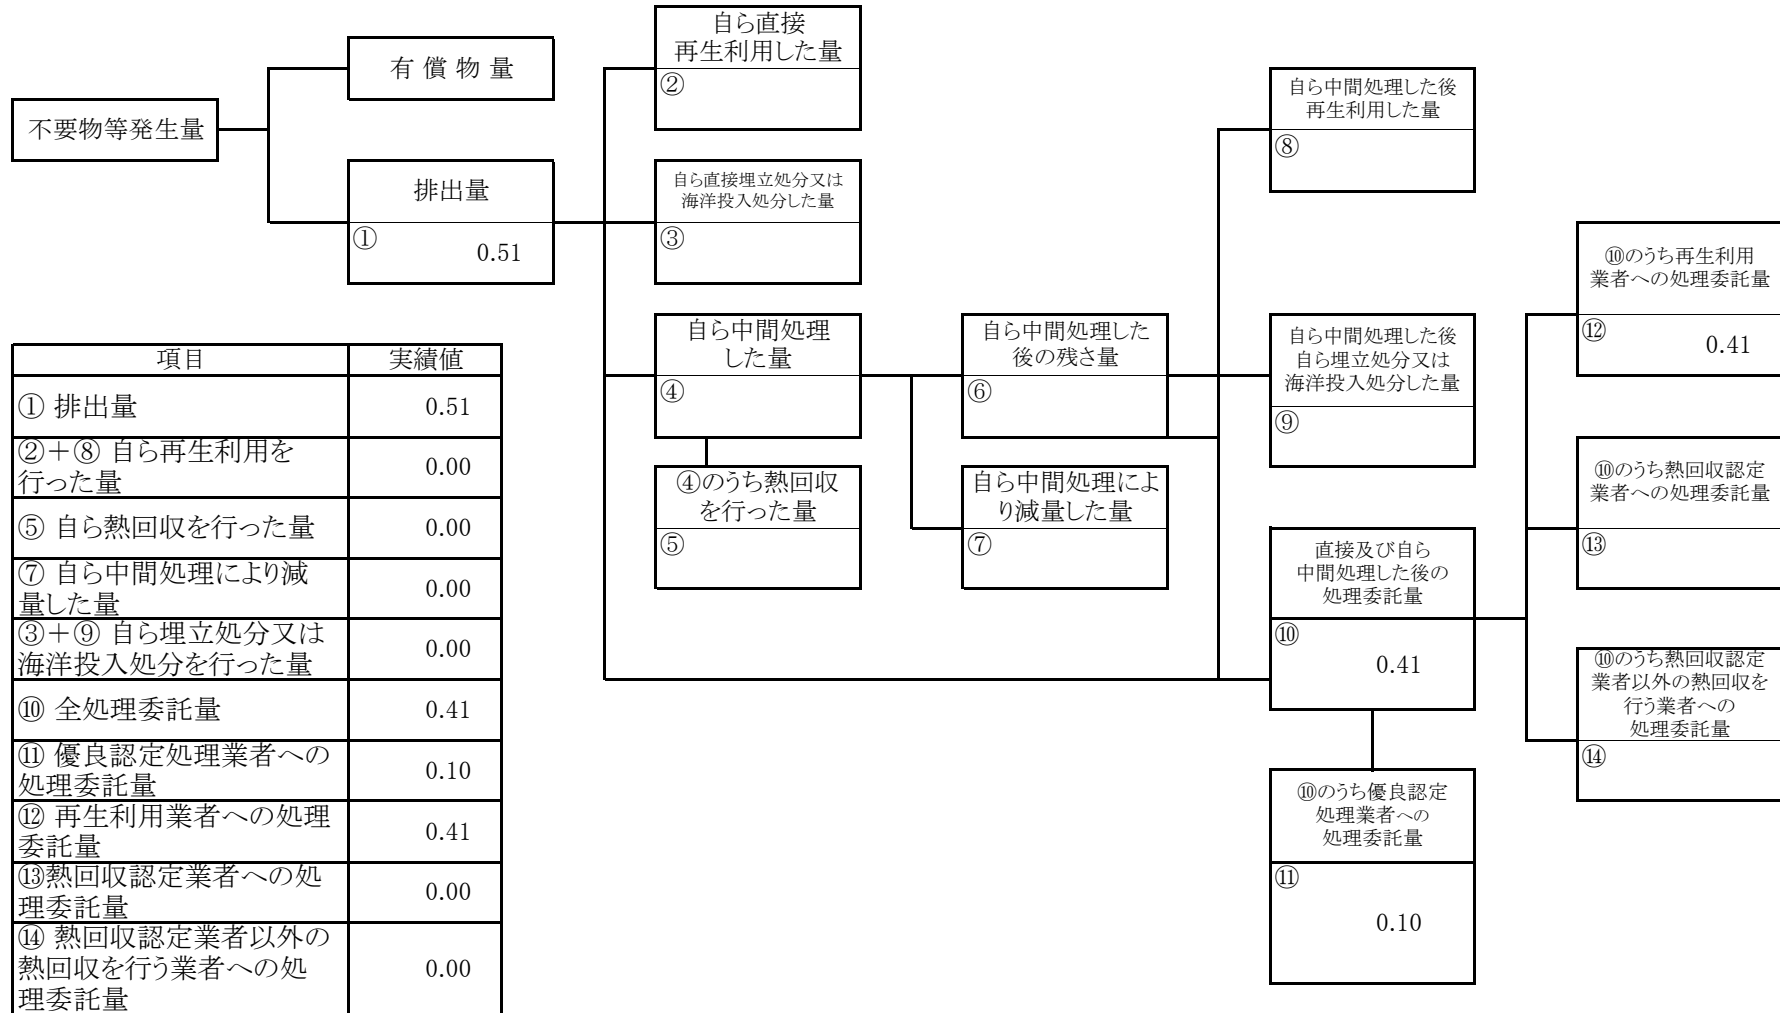 不要物等発生量
有 償 物 量
排出量
①
0.51
自ら直接
再生利用した量
②
自ら直接埋立処分又は
海洋投入処分した量
③
自ら中間処理
した量
④
④のうち熱回収
を行った量
⑤
自ら中間処理した
後の残さ量
⑥
自ら中間処理によ
り減量した量
⑦
自ら中間処理した後
再生利用した量
⑧
自ら中間処理した後
自ら埋立処分又は
海洋投入処分した量
⑨
直接及び自ら
中間処理した後の
処理委託量
⑩
0.41
⑩のうち優良認定
処理業者への
処理委託量
⑪
0.10
⑩のうち再生利用
業者への処理委託量
⑫
0.41
⑩のうち熱回収認定
業者への処理委託量
⑬
⑩のうち熱回収認定
業者以外の熱回収を
行う業者への
処理委託量
⑭
項目 実績値
① 排出量 0.51
②＋⑧ 自ら再生利用を
行った量 0.00
⑤ 自ら熱回収を行った量 0.00
⑦ 自ら中間処理により減
量した量 0.00
③＋⑨ 自ら埋立処分又は
海洋投入処分を行った量 0.00
⑩ 全処理委託量 0.41
⑪ 優良認定処理業者への
処理委託量 0.10
⑫ 再生利用業者への処理
委託量 0.41
⑬熱回収認定業者への処
理委託量 0.00
⑭ 熱回収認定業者以外の
熱回収を行う業者への処 0.00
理委託量